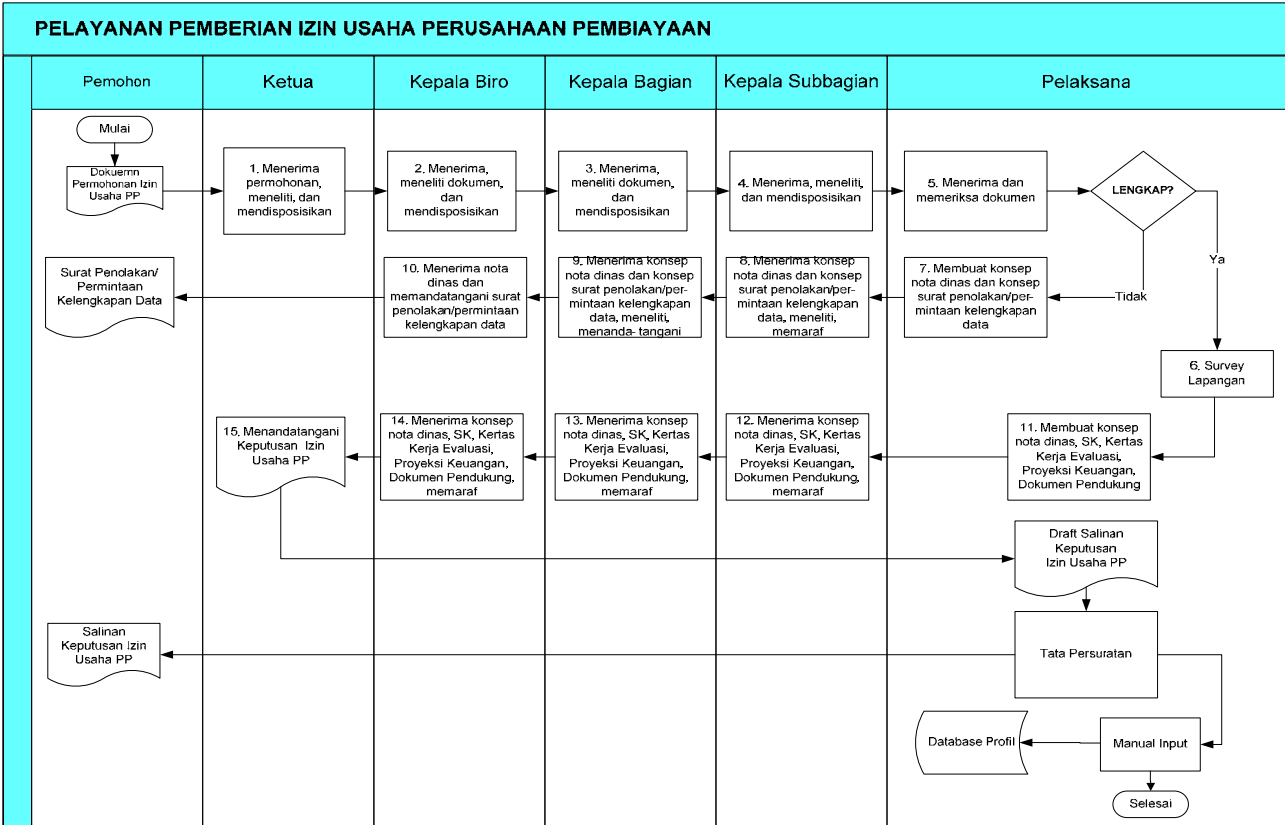 PELAYANAN PEMBERIAN IZIN USAHA PERUSAHAAN PEMBIAYAAN
Pemohon
Ketua
Kepala Biro
Kepala Bagian
Kepala Subbagian
Pelaksana
Mulai
Dokuemn
Permohonan Izin
Usaha PP
1. Menerima
permohonan,
meneliti, dan
mendisposisikan
2. Menerima,
meneliti dokumen,
dan
mendisposisikan
3. Menerima,
meneliti dokumen,
dan
mendisposisikan
4. Menerima, meneliti,
dan mendisposisikan
5. Menerima dan
memeriksa dokumen
LENGKAP?
Ya
Tidak
Surat Penolakan/
Permintaan
Kelengkapan Data
10. Menerima nota
dinas dan
memandatangani surat
penolakan/permintaan
kelengkapan data
9. Menerima konsep
nota dinas dan konsep
surat penolakan/per-
mintaan kelengkapan
data, meneliti,
menanda- tangani
8. Menerima konsep
nota dinas dan konsep
surat penolakan/per-
mintaan kelengkapan
data, meneliti,
memaraf
7. Membuat konsep
nota dinas dan konsep
surat penolakan/per-
mintaan kelengkapan
data
6. Survey
Lapangan
15. Menandatangani
Keputusan Izin
Usaha PP
14. Menerima konsep
nota dinas, SK, Kertas
Kerja Evaluasi,
Proyeksi Keuangan,
Dokumen Pendukung,
memaraf
13. Menerima konsep
nota dinas, SK, Kertas
Kerja Evaluasi,
Proyeksi Keuangan,
Dokumen Pendukung,
memaraf
12. Menerima konsep
nota dinas, SK, Kertas
Kerja Evaluasi,
Proyeksi Keuangan,
Dokumen Pendukung,
memaraf
11. Membuat konsep
nota dinas, SK, Kertas
Kerja Evaluasi,
Proyeksi Keuangan,
Dokumen Pendukung
Draft Salinan
Keputusan
Izin Usaha PP
Salinan
Keputusan Izin
Usaha PP
Tata Persuratan
Database Profil
Manual Input
Selesai